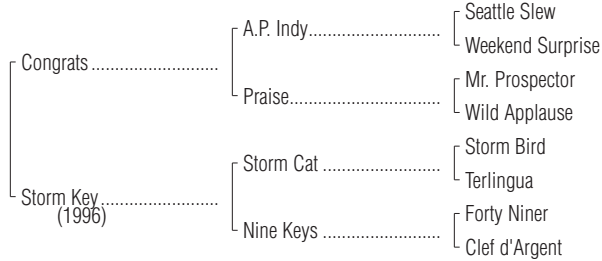 Seattle Slew
A.P. Indy..................................
Weekend Surprise
Congrats.................................
Mr. Prospector
Praise.......................................
Wild Applause
Storm Bird
Storm Cat ...............................
Terlingua
Storm Key...............................
(1996)
Forty Niner
Nine Keys ...............................
Clef d'Argent